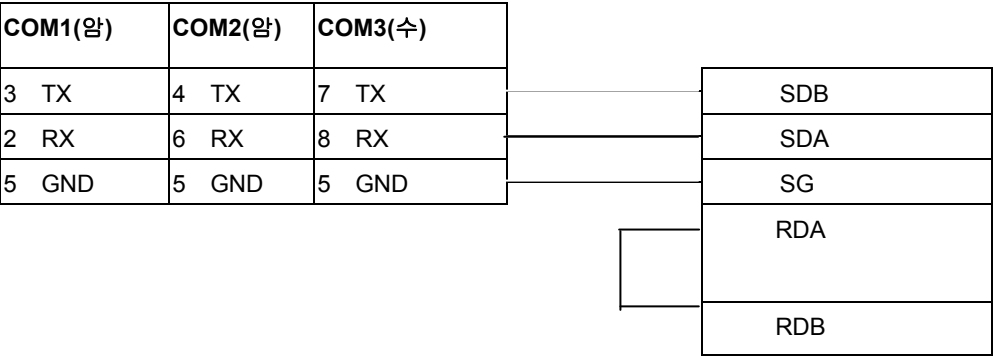 COM1(암) COM2(암) COM3(수)
3 TX 4 TX 7 TX SDB
2 RX 6 RX 8 RX SDA
5 GND 5 GND 5 GND SG
RDA
RDB